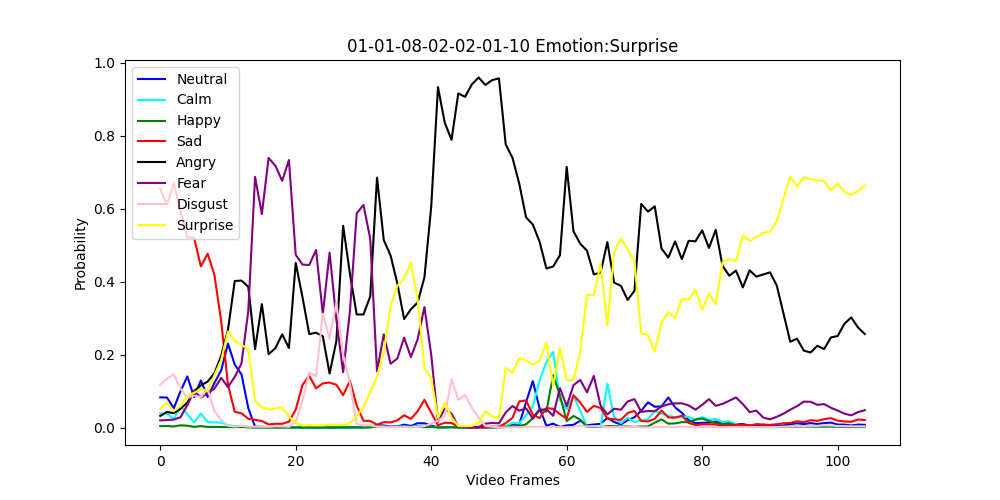 01-01-08-02-02-01-10 Emotion:Surprise
1.0
0.8
0.6
0.4
0.2
0.0
Probability
Neutral
Calm
Happy
Sad
Angry
Fear
Disgust
Surprise
0 20 40 60 80 100
Video Frames